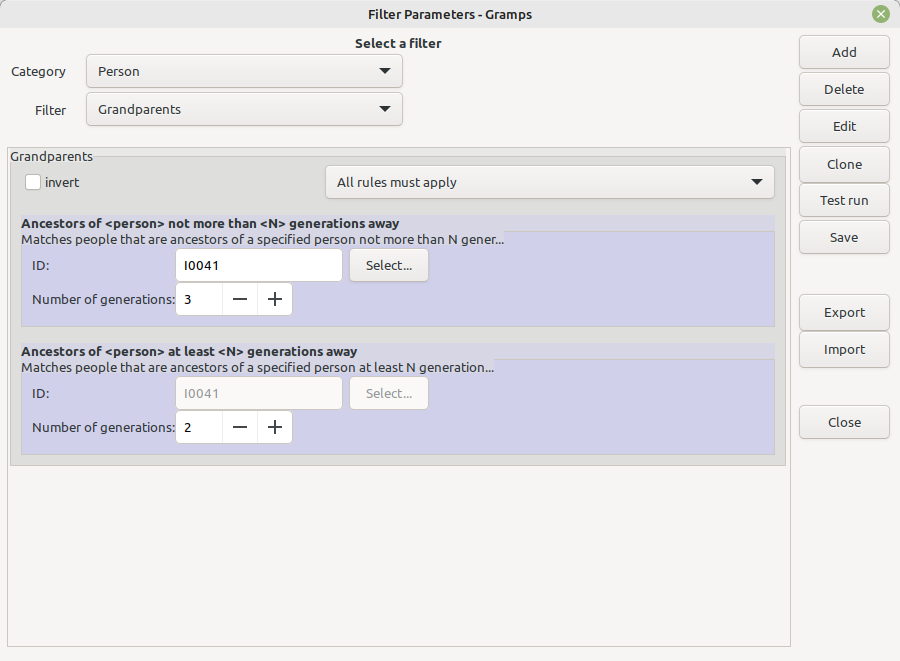 Filter Parameters - Gramps
Select a filter
Category
Person
Filter
Grandparents
Add
Delete
Edit
Clone
Test run
Save
Export
Import
Close
Grandparents
invert
All rules must apply
Ancestors of <person> not more than <N> generations away
Matches people that are ancestors of a specified person not more than N gener...
ID:
I0041
Select...
Number of generations:
3
Ancestors of <person> at least <N> generations away
Matches people that are ancestors of a specified person at least N generation...
ID:
I0041
Select...
Number of generations:
2